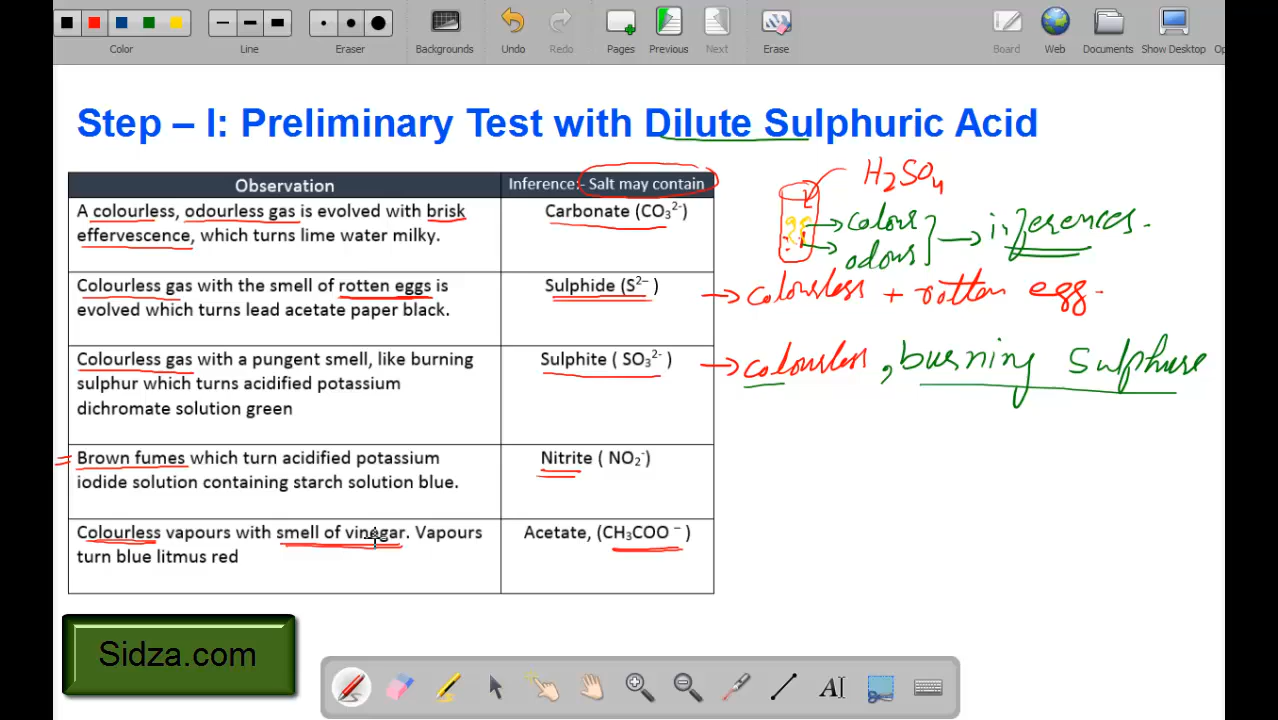 Color Line Eraser Backgrounds Undo Redo Pages Previous Next Erase Board Web Documents Show Desktop Op
Step – I: Preliminary Test with Dilute Sulphuric Acid
Observation
Inference:- Salt may contain
A colourless, odourless gas is evolved with brisk
effervescence, which turns lime water milky.
Carbonate (CO₃²⁻)
Colourless gas with the smell of rotten eggs is
evolved which turns lead acetate paper black.
Sulphide (S²⁻ )
Colourless gas with a pungent smell, like burning
sulphur which turns acidified potassium
dichromate solution green
Sulphite ( SO₃²⁻ )
Brown fumes which turn acidified potassium
iodide solution containing starch solution blue.
Nitrite ( NO₂⁻)
Colourless vapours with smell of vinegar. Vapours
turn blue litmus red
Acetate, (CH₃COO ⁻ )
H₂SO₄
→ colour
→ odour
→ inferences.
→ colourless + rotten egg.
→ colourless, burning Sulphure
Sidza.com
AI